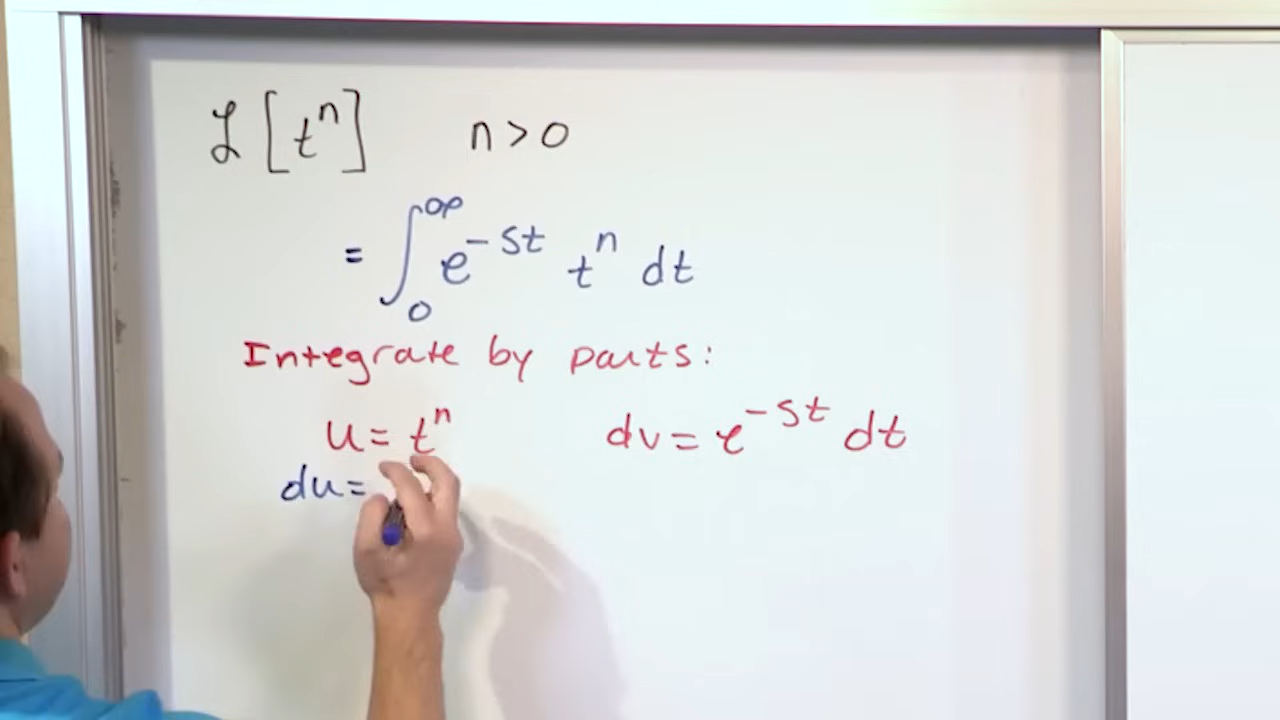 ℒ[tⁿ] n>0
= ∫₀^∞ e^{-st} tⁿ dt
Integrate by parts:
u = tⁿ dv = e^{-st} dt
du =